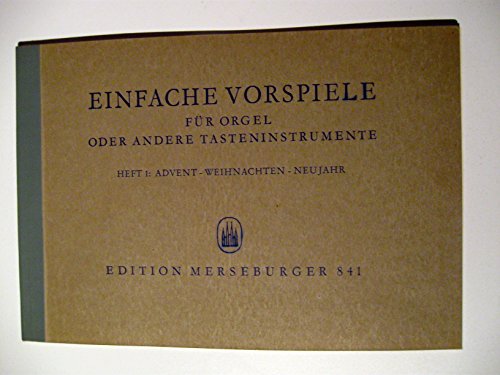 EINFACHE VORSPIELE
FÜR ORGEL
ODER ANDERE TASTENINSTRUMENTE
HEFT 1: ADVENT – WEIHNACHTEN – NEUJAHR
EDITION MERSEBURGER 841